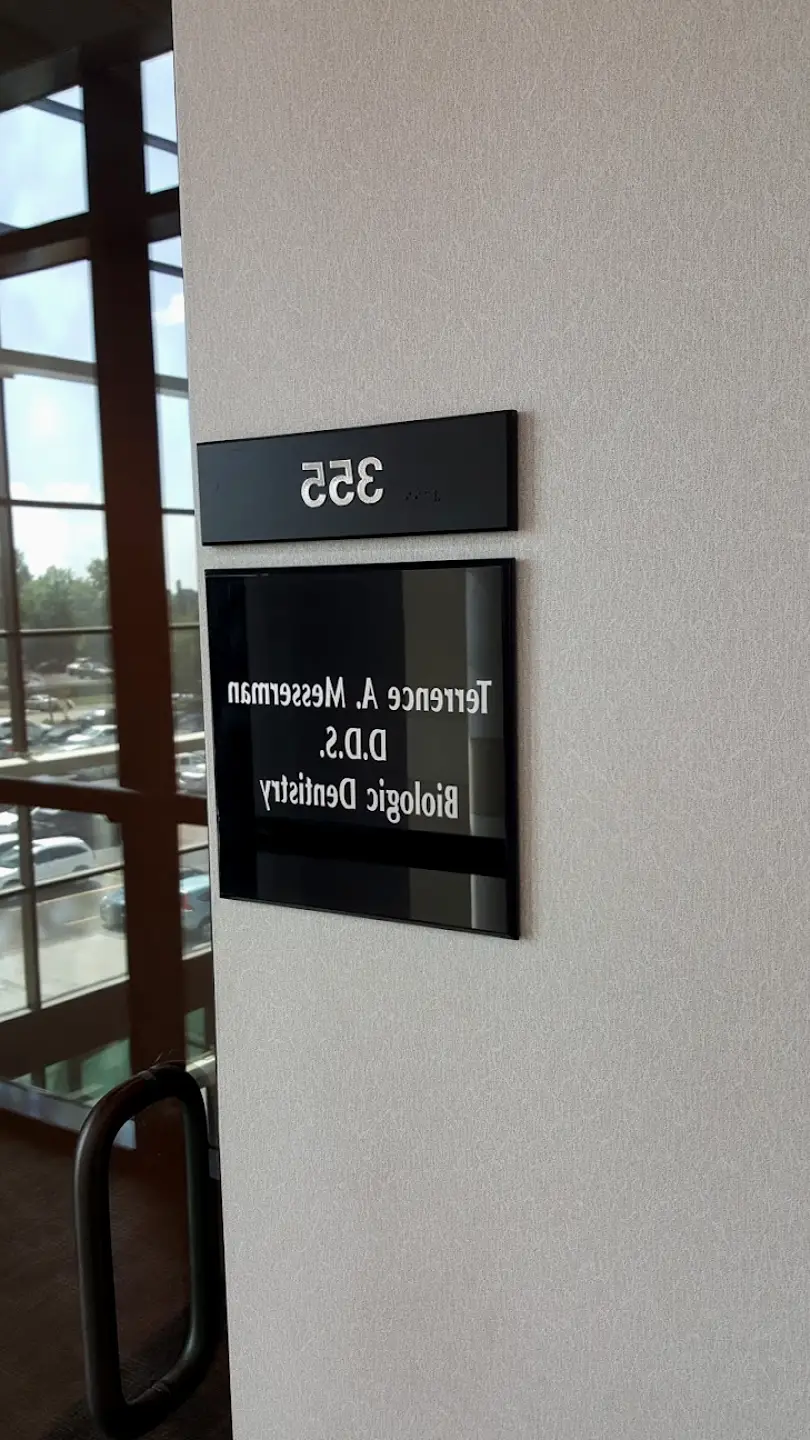 355
Terrence A. Messerman
D.D.S.
Biologic Dentistry